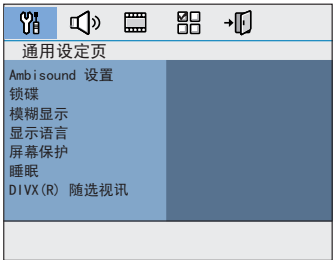 通用设定页
Ambisound 设置
锁碟
模糊显示
显示语言
屏幕保护
睡眠
DIVX(R) 随选视讯